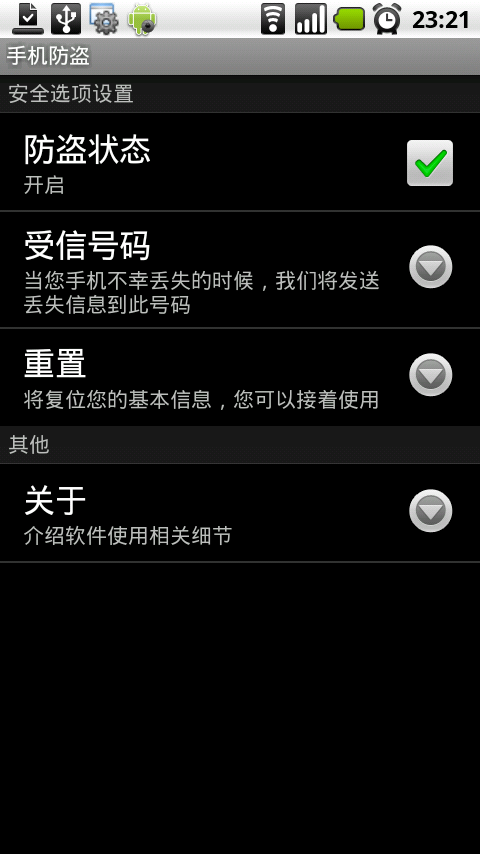 23:21
手机防盗
安全选项设置
防盗状态
开启
受信号码
当您手机不幸丢失的时候，我们将发送
丢失信息到此号码
重置
将复位您的基本信息，您可以接着使用
其他
关于
介绍软件使用相关细节